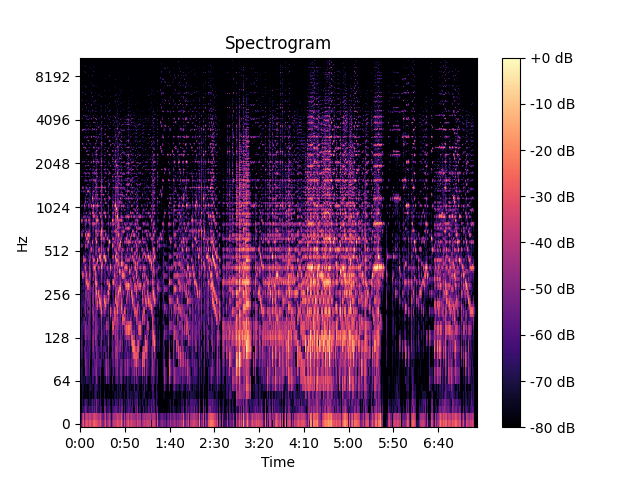 Spectrogram
8192
4096
2048
1024
512
256
128
64
0
Hz
0:00 0:50 1:40 2:30 3:20 4:10 5:00 5:50 6:40
Time
+0 dB
-10 dB
-20 dB
-30 dB
-40 dB
-50 dB
-60 dB
-70 dB
-80 dB